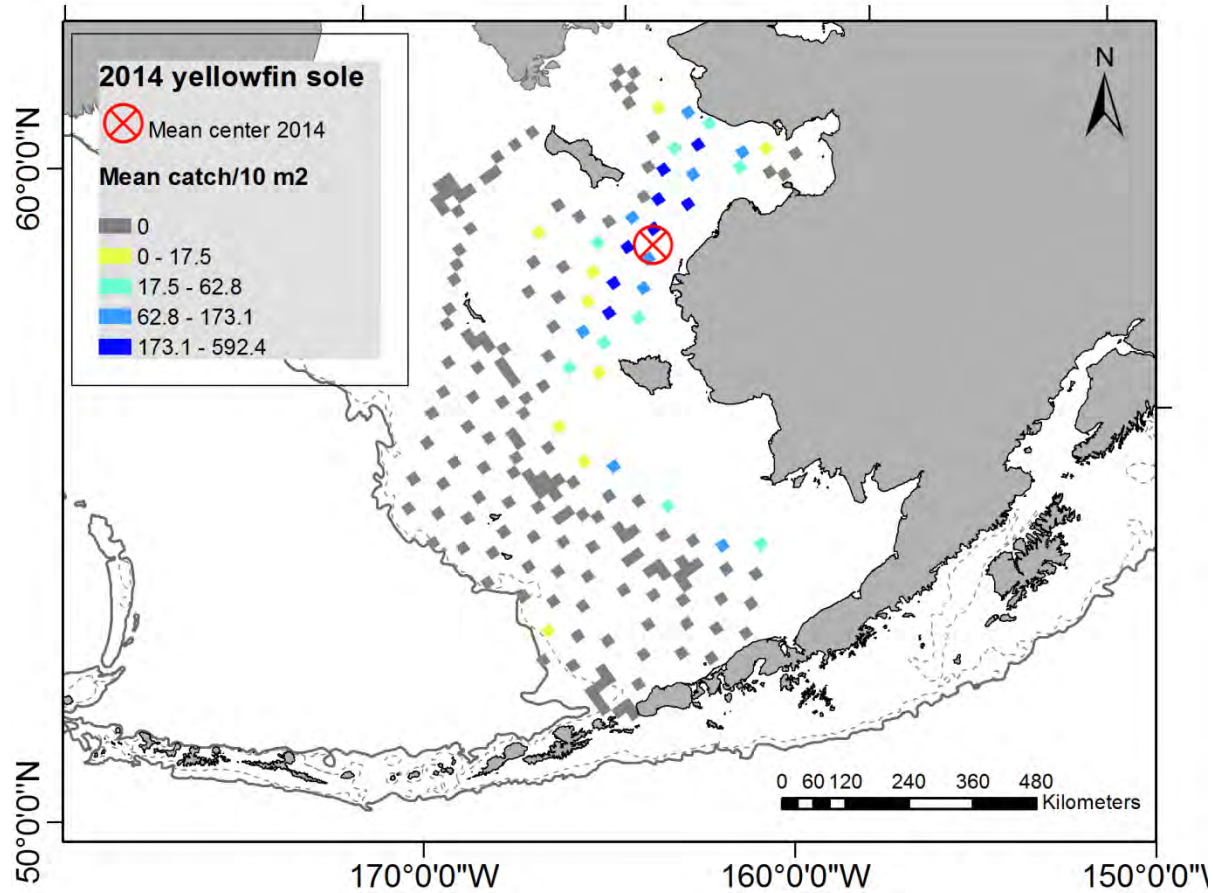 2014 yellowfin sole
Mean center 2014
Mean catch/10 m2
0
0 - 17.5
17.5 - 62.8
62.8 - 173.1
173.1 - 592.4
N
60°0'0"N
50°0'0"N
0 60 120 240 360 480
Kilometers
170°0'0"W 160°0'0"W 150°0'0"W